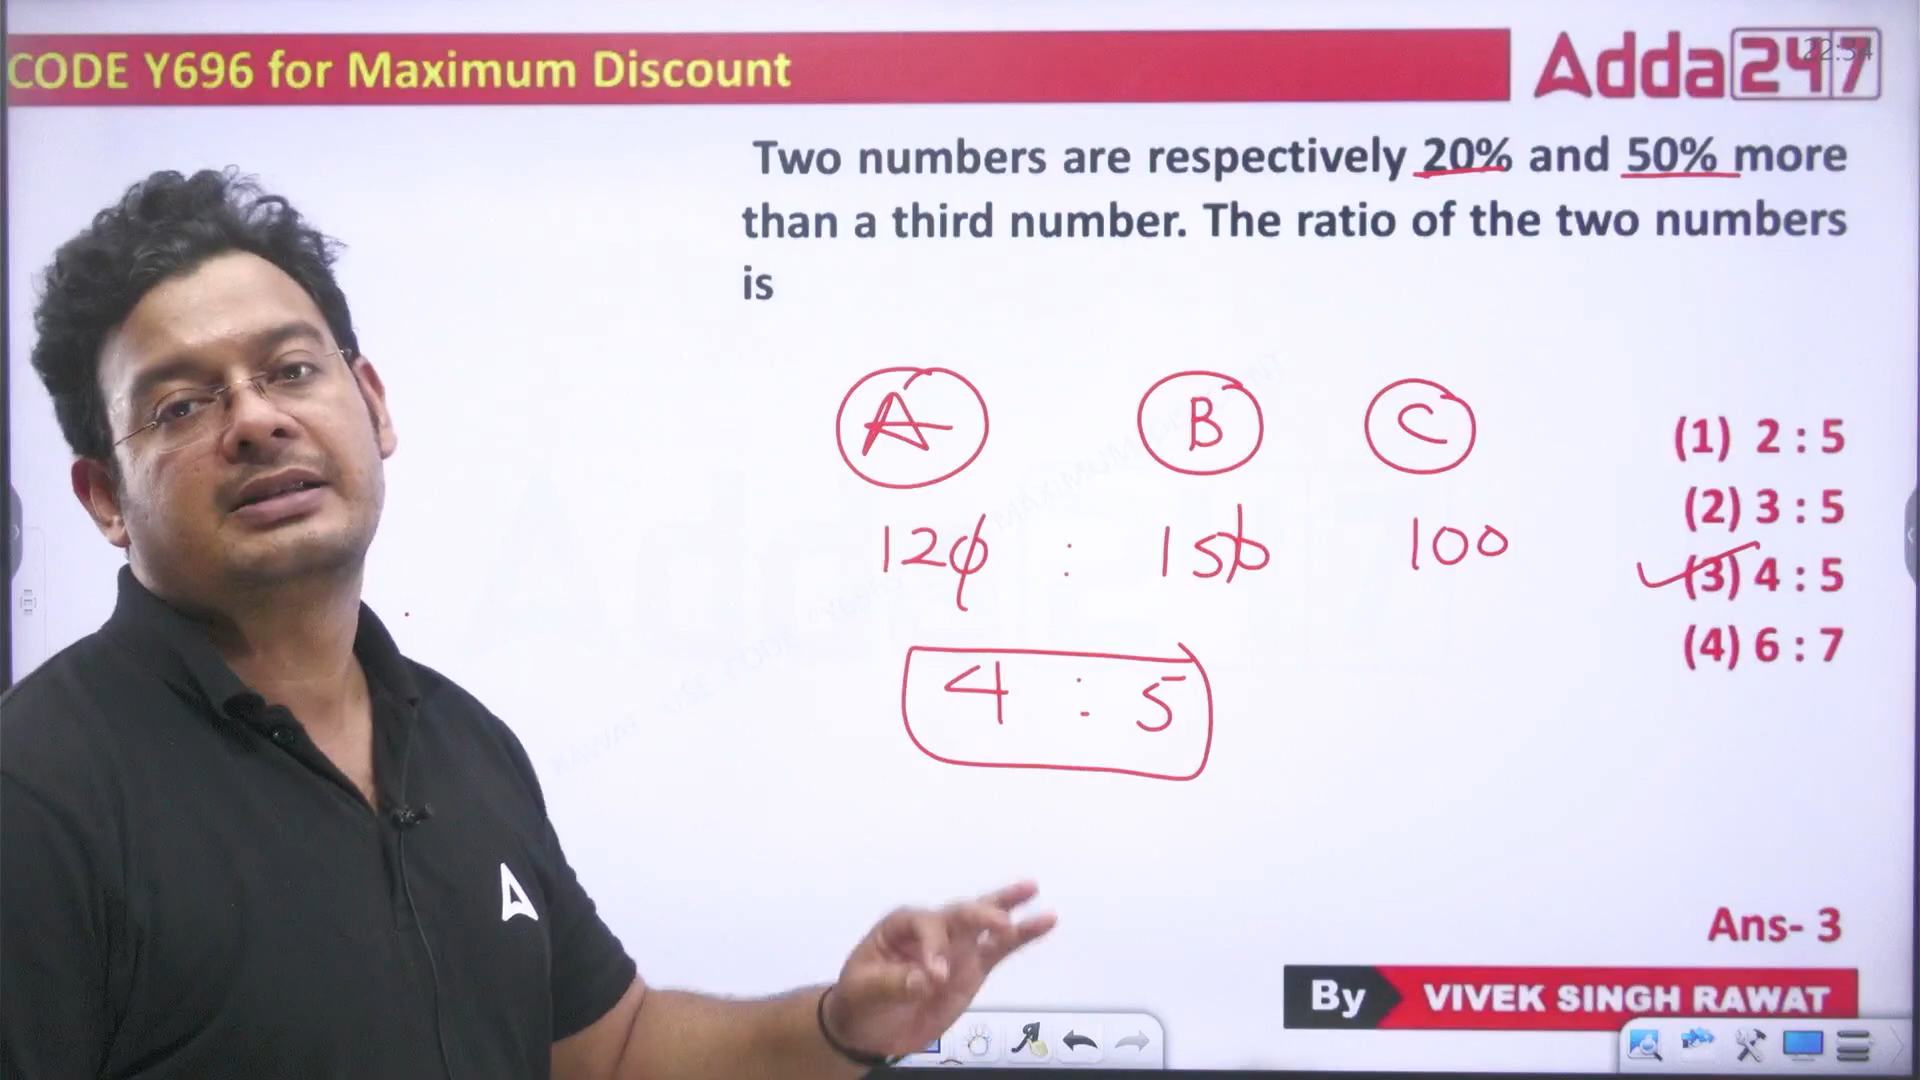 CODE Y696 for Maximum Discount
Adda247
22:34
Two numbers are respectively 20% and 50% more
than a third number. The ratio of the two numbers
is
A B C
120 : 150 100
4 : 5
(1) 2 : 5
(2) 3 : 5
(3) 4 : 5
(4) 6 : 7
Ans- 3
By VIVEK SINGH RAWAT